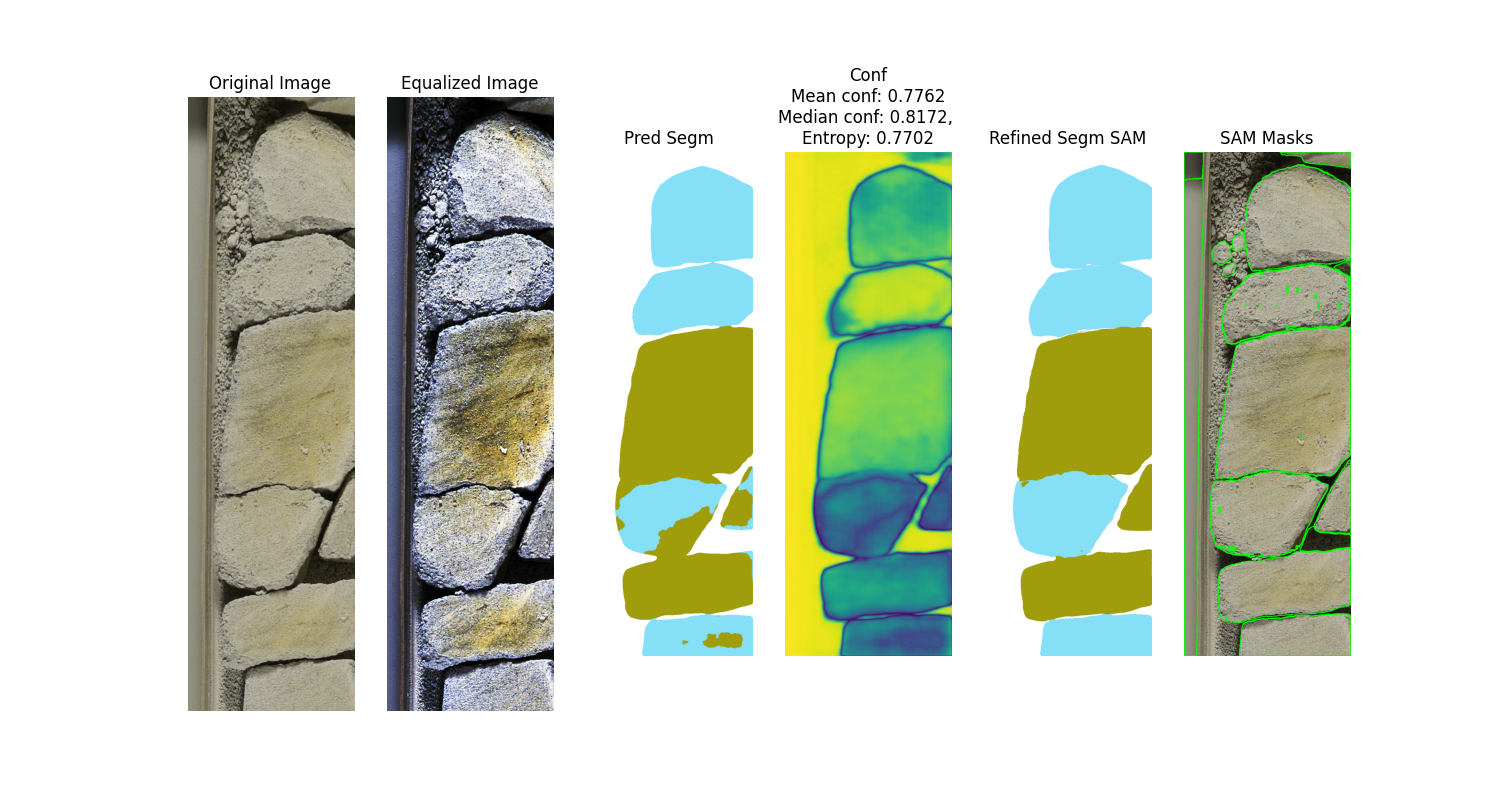 Original Image
Equalized Image
Pred Segm
Conf
Mean conf: 0.7762
Median conf: 0.8172,
Entropy: 0.7702
Refined Segm SAM
SAM Masks